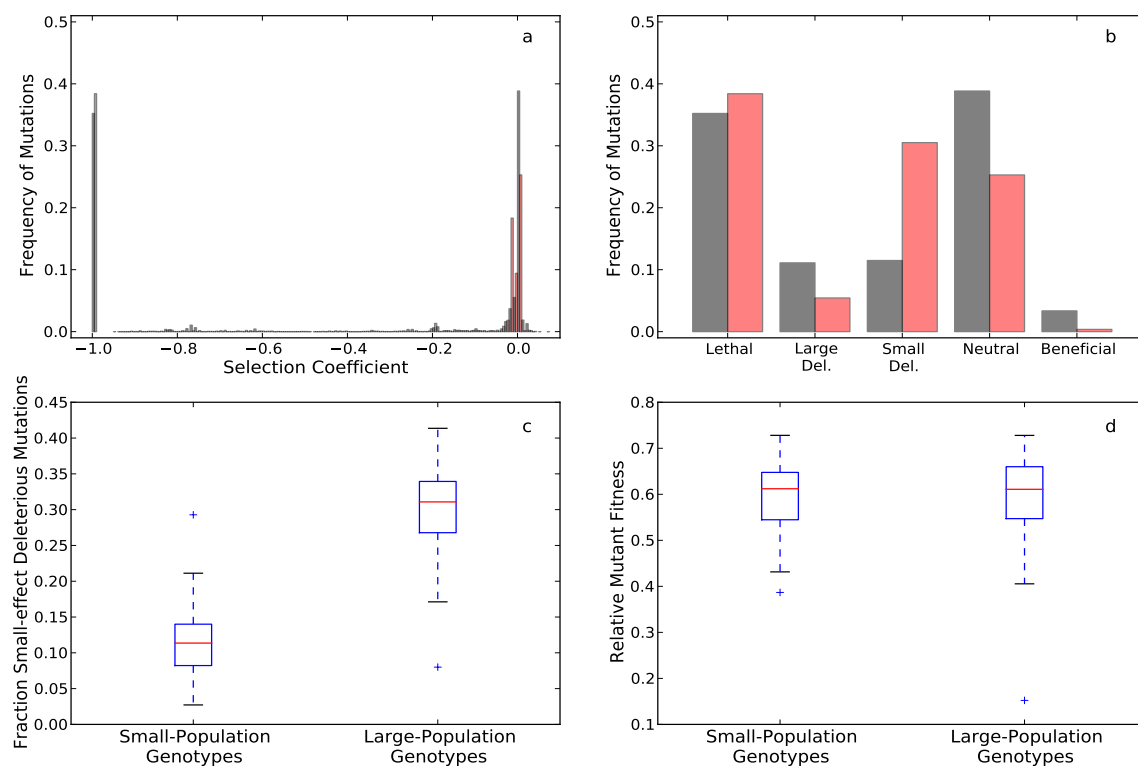 a
Frequency of Mutations
0.5
0.4
0.3
0.2
0.1
0.0
−1.0 −0.8 −0.6 −0.4 −0.2 0.0
Selection Coefficient
b
Frequency of Mutations
0.5
0.4
0.3
0.2
0.1
0.0
Lethal Large Small Neutral Beneficial
Del. Del.
c
Fraction Small-effect Deleterious Mutations
0.45
0.40
0.35
0.30
0.25
0.20
0.15
0.10
0.05
0.00
Small-Population Large-Population
Genotypes Genotypes
d
Relative Mutant Fitness
0.8
0.7
0.6
0.5
0.4
0.3
0.2
0.1
Small-Population Large-Population
Genotypes Genotypes